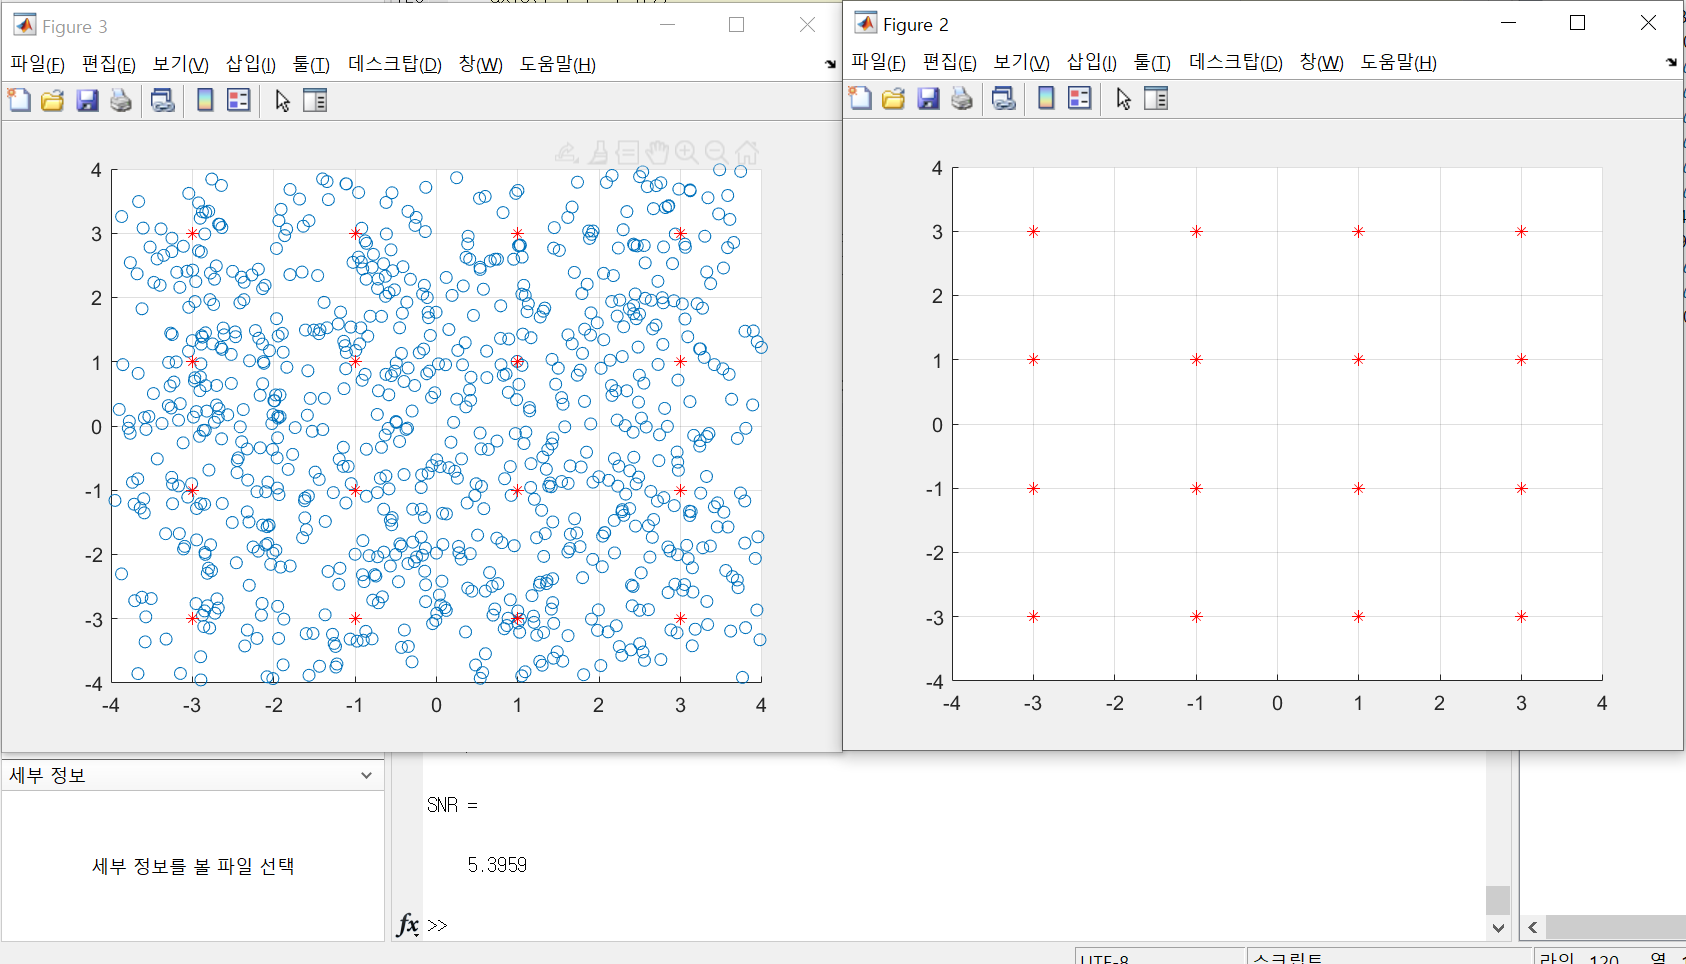 Figure 3
파일(F) 편집(E) 보기(V) 삽입(I) 툴(T) 데스크탑(D) 창(W) 도움말(H)
4
3
2
1
0
-1
-2
-3
-4
-4 -3 -2 -1 0 1 2 3 4
Figure 2
파일(F) 편집(E) 보기(V) 삽입(I) 툴(T) 데스크탑(D) 창(W) 도움말(H)
4
3
2
1
0
-1
-2
-3
-4
-4 -3 -2 -1 0 1 2 3 4
세부 정보
세부 정보를 볼 파일 선택
SNR =
5.3959
fx >>
UTF-8 스크립트 라인 120 열